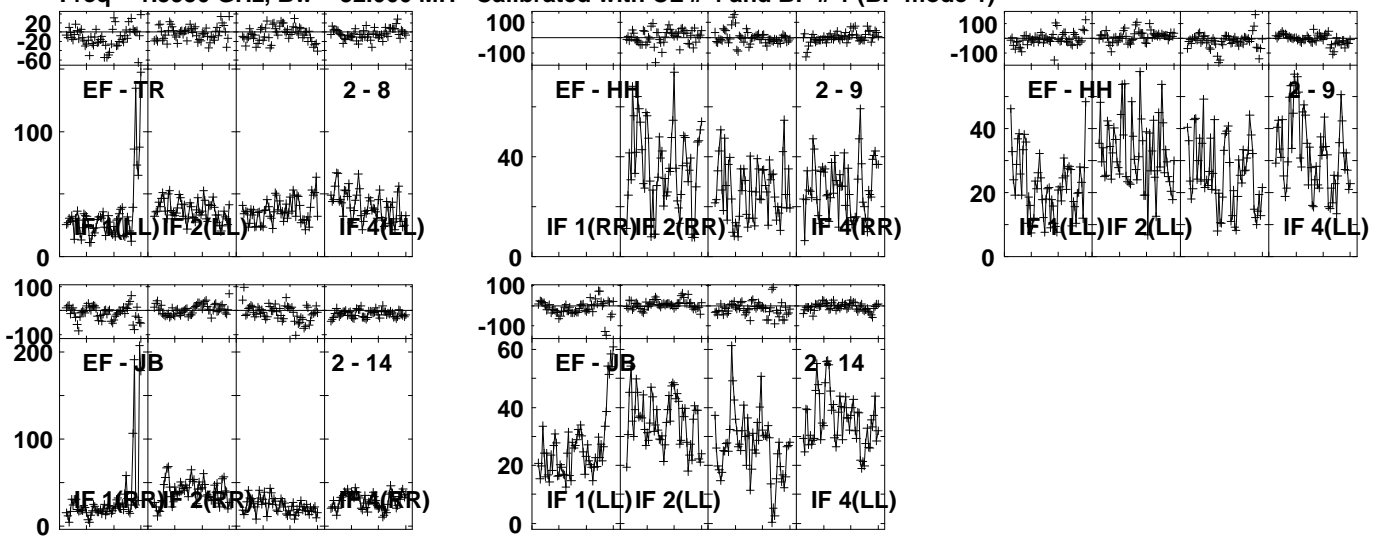 20
-20
-60
EF - TR 2 - 8
100
0
IF 1(LL) IF 2(LL) IF 4(LL)
100
-100
EF - HH 2 - 9
40
0
IF 1(RR) IF 2(RR) IF 4(RR)
100
-100
EF - HH 2 - 9
40
20
0
IF 1(LL) IF 2(LL) IF 4(LL)
100
-100
200
EF - JB 2 - 14
100
0
IF 1(RR) IF 2(RR) IF 4(RR)
100
-100
60
EF - JB 2 - 14
40
20
0
IF 1(LL) IF 2(LL) IF 4(LL)